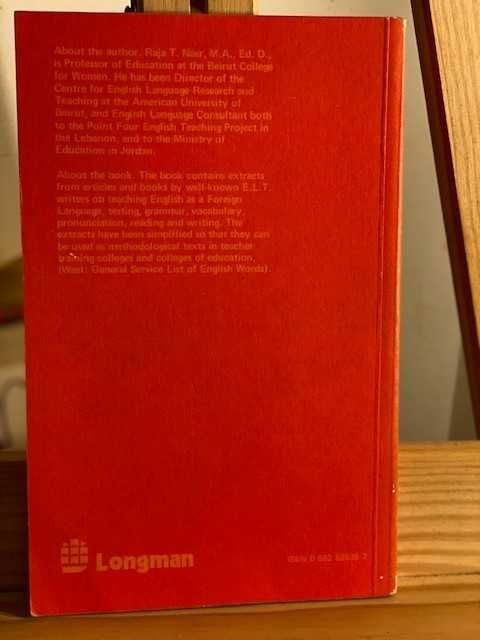 About the author. Raja T. Nasr, M.A., Ed. D.,
is Professor of Education at the Beirut College
for Women. He has been Director of the
Centre for English Language Research and
Teaching at the American University of
Beirut, and English Language Consultant both
to the Point Four English Teaching Project in
the Lebanon, and to the Ministry of
Education in Jordan.
About the book. The book contains extracts
from articles and books by well-known E.L.T.
writers on teaching English as a Foreign
Language, testing, grammar, vocabulary,
pronunciation, reading and writing. The
extracts have been simplified so that they can
be used as methodological texts in teacher
training colleges and colleges of education,
(West: General Service List of English Words).
Longman
ISBN 0 582